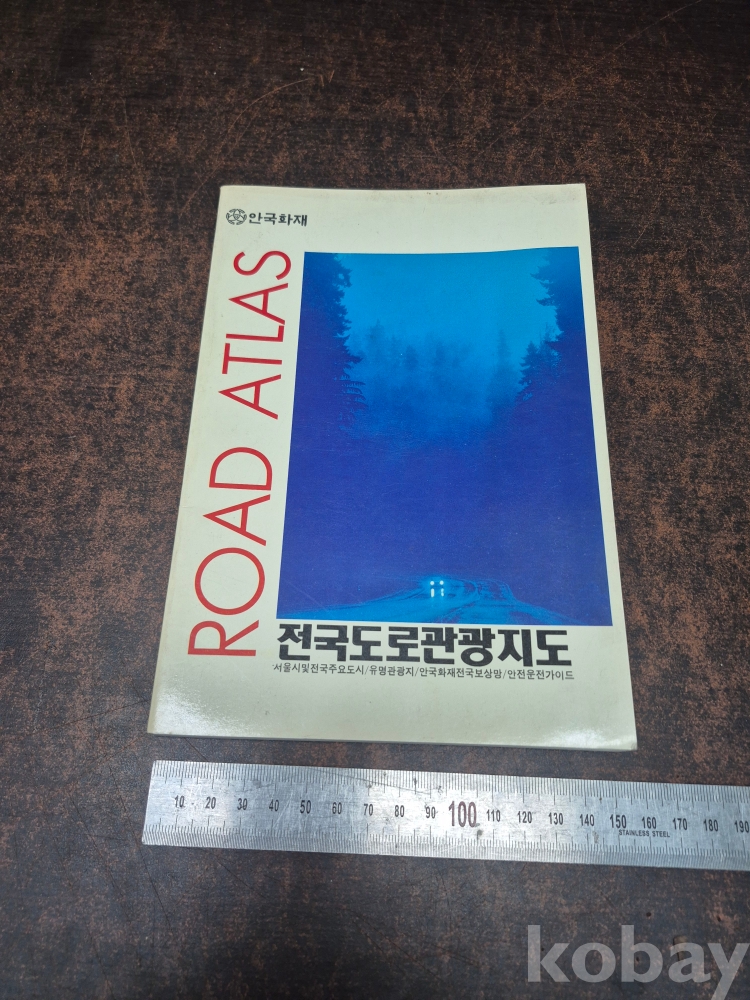 안국화재
ROAD ATLAS
전국도로관광지도
서울시및전국주요도시/유명관광지/안국화재전국보상망/안전운전가이드
10 20 30 40 50 60 70 80 90 100 110 120 130 140 150 160 170 180 190
STAINLESS STEEL
kobay